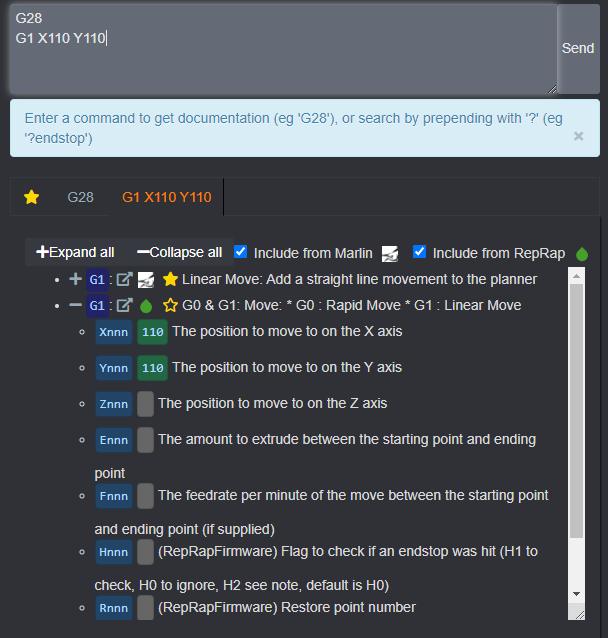 G28
G1 X110 Y110
Send
Enter a command to get documentation (eg 'G28'), or search by prepending with '?' (eg
'?endstop')
×
G28 G1 X110 Y110
+Expand all −Collapse all Include from Marlin Include from RepRap
G1: Linear Move: Add a straight line movement to the planner
G1: G0 & G1: Move: * G0 : Rapid Move * G1 : Linear Move
Xnnn 110 The position to move to on the X axis
Ynnn 110 The position to move to on the Y axis
Znnn The position to move to on the Z axis
Ennn The amount to extrude between the starting point and ending
point
Fnnn The feedrate per minute of the move between the starting point
and ending point (if supplied)
Hnnn (RepRapFirmware) Flag to check if an endstop was hit (H1 to
check, H0 to ignore, H2 see note, default is H0)
Rnnn (RepRapFirmware) Restore point number